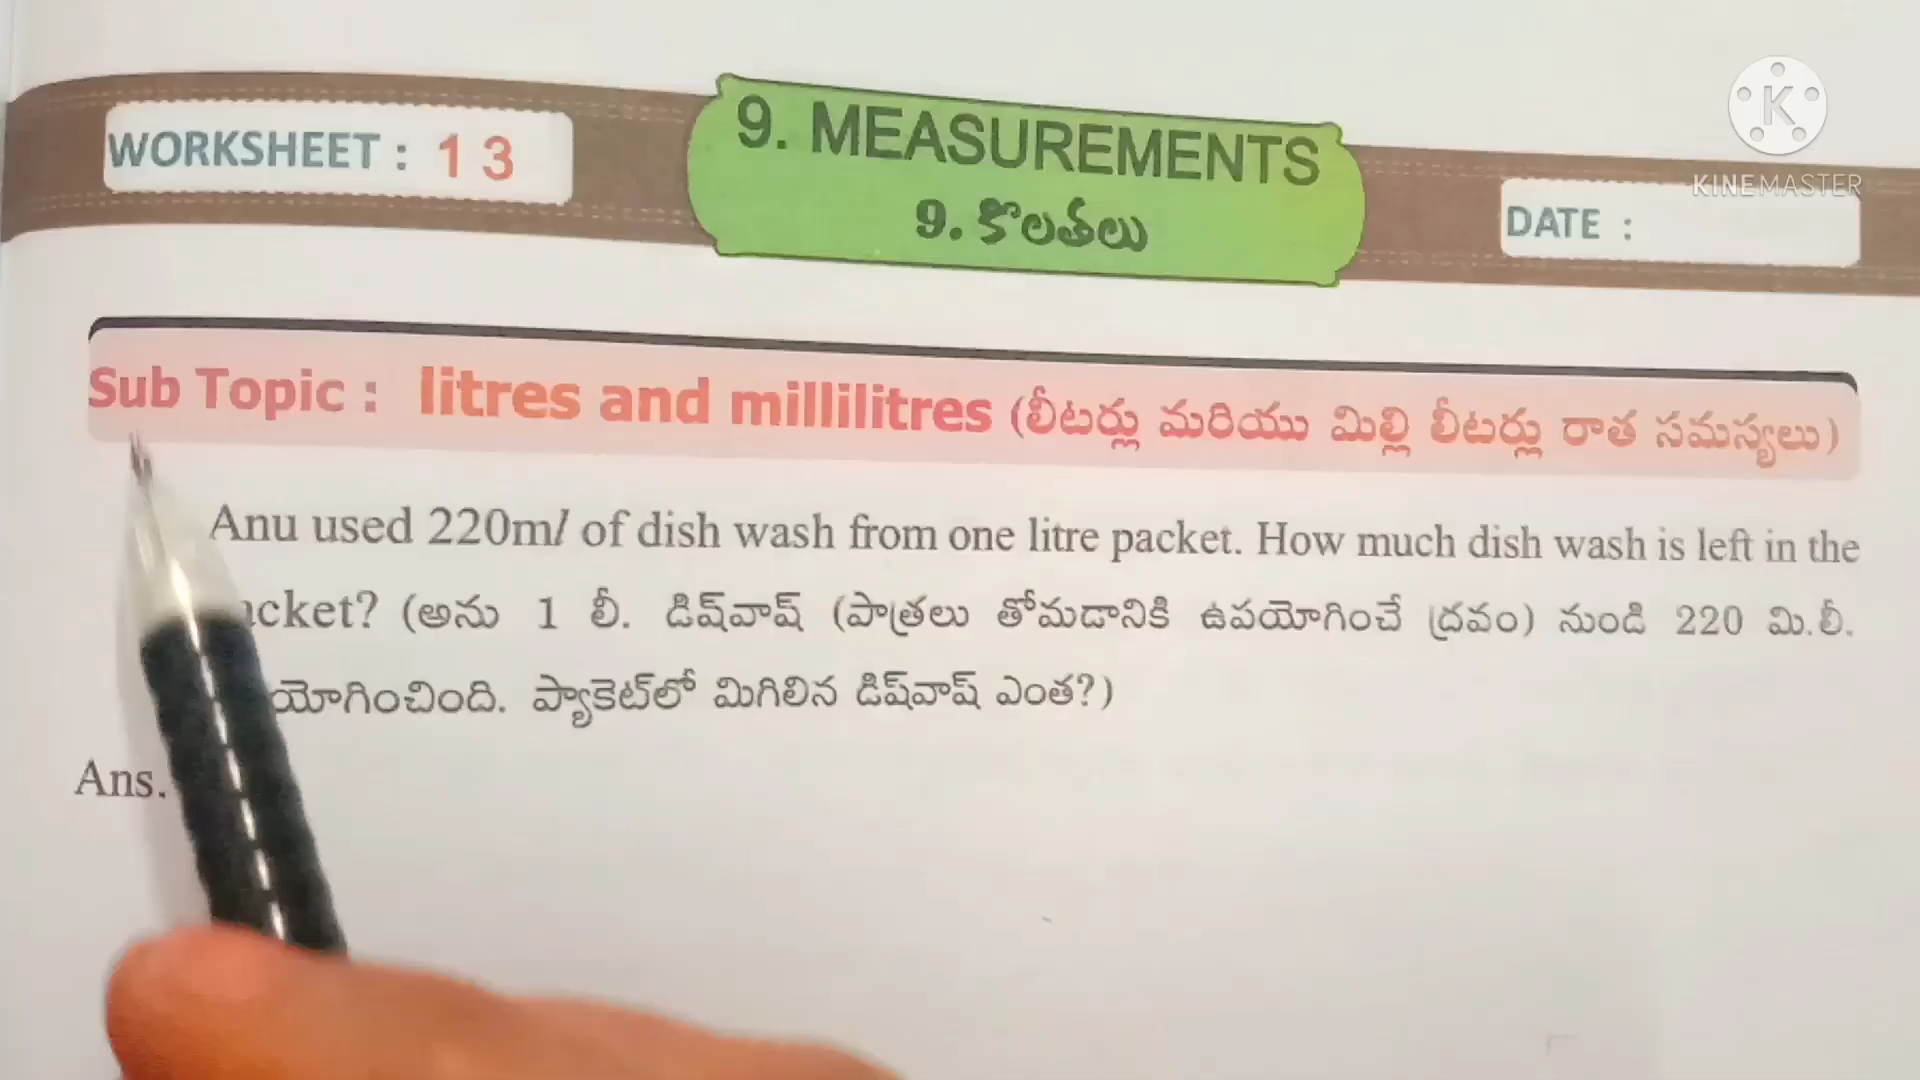 WORKSHEET : 13
9. MEASUREMENTS
9. కొలతలు
KINEMASTER
DATE :
Sub Topic : litres and millilitres (లీటర్లు మరియు మిల్లి లీటర్లు రాత సమస్యలు)
Anu used 220ml of dish wash from one litre packet. How much dish wash is left in the
acket? (అను 1 లీ. డిష్‌వాష్ (పాత్రలు తోమడానికి ఉపయోగించే ద్రవం) నుండి 220 మి.లీ.
యోగించింది. ప్యాకెట్‌లో మిగిలిన డిష్‌వాష్ ఎంత?)
Ans.